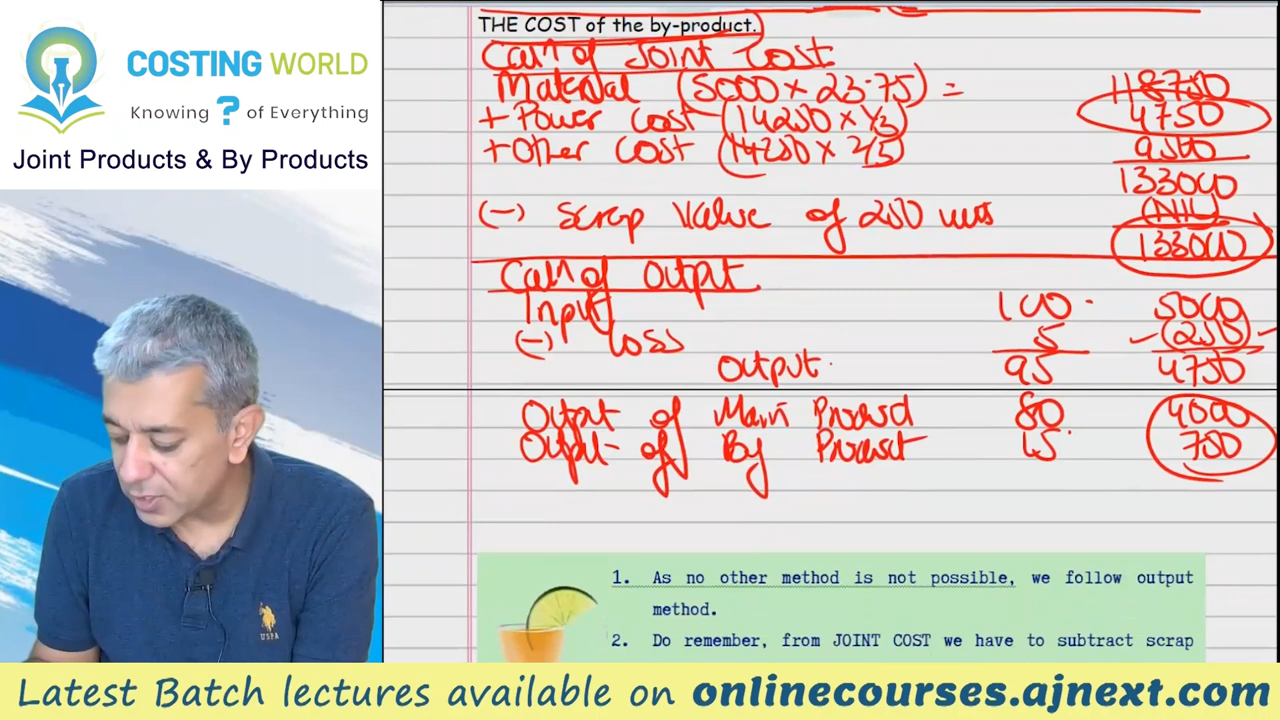 COSTING WORLD
Knowing ? of Everything
Joint Products & By Products
THE COST of the by-product.
Caln of Joint Cost
Material (5000 x 23.75) = 118750
+ Power Cost (14250 x 1/3) 4750
+ Other Cost (14250 x 2/3) 9500
133000
(-) Scrap Value of 250 units (NIL)
133000
Caln of Output
Input 100 5000
(-) Loss 5 (250)
Output 95 4750
Output of Main Product 80 4000
Output of By Product 15 750
1. As no other method is not possible, we follow output
method.
2. Do remember, from JOINT COST we have to subtract scrap
USPA
Latest Batch lectures available on onlinecourses.ajnext.com